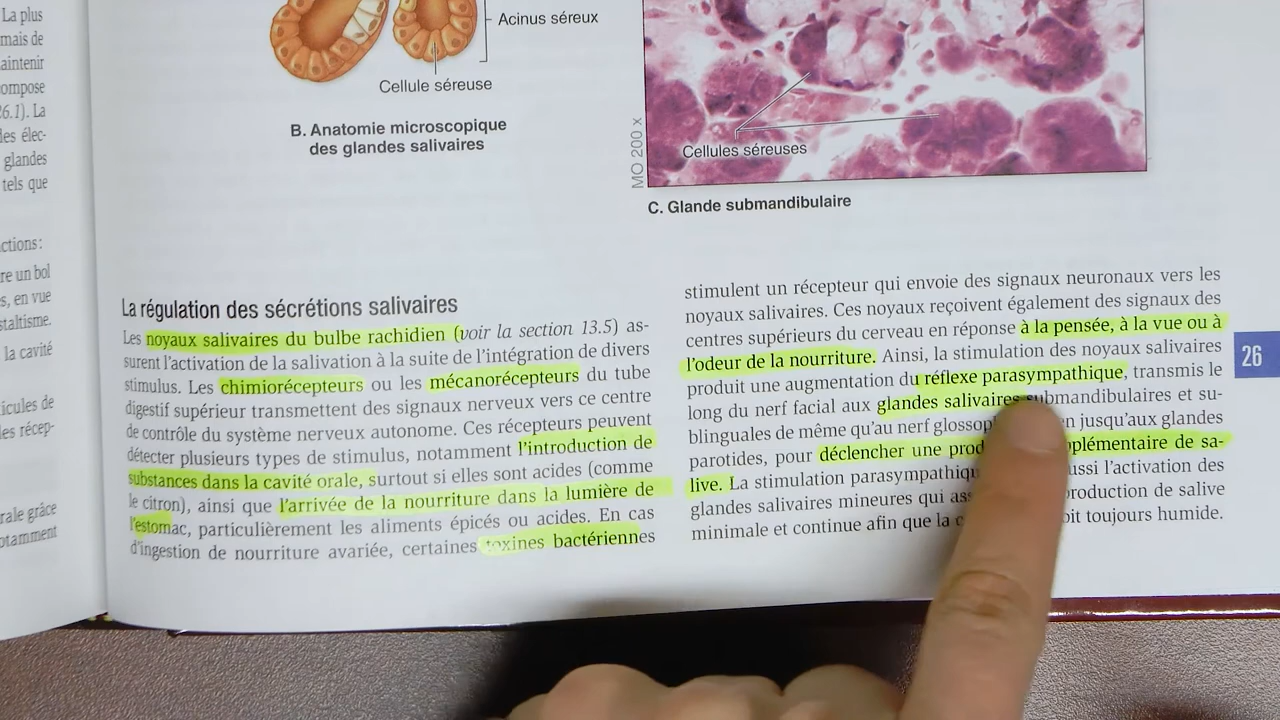 La plus
mais de
aintenir
ompose
26.1). La
les élec-
glandes
tels que
ctions :
re un bol
s, en vue
staltisme.
la cavité
icules de
les récep-
rale grâce
otamment
Acinus séreux
Cellule séreuse
B. Anatomie microscopique
des glandes salivaires
MO 200 x
Cellules séreuses
C. Glande submandibulaire
La régulation des sécrétions salivaires
Les noyaux salivaires du bulbe rachidien (voir la section 13.5) as-
surent l'activation de la salivation à la suite de l'intégration de divers
stimulus. Les chimiorécepteurs ou les mécanorécepteurs du tube
digestif supérieur transmettent des signaux nerveux vers ce centre
de contrôle du système nerveux autonome. Ces récepteurs peuvent
détecter plusieurs types de stimulus, notamment l'introduction de
substances dans la cavité orale, surtout si elles sont acides (comme
le citron), ainsi que l'arrivée de la nourriture dans la lumière de
l'estomac, particulièrement les aliments épicés ou acides. En cas
d'ingestion de nourriture avariée, certaines toxines bactériennes
stimulent un récepteur qui envoie des signaux neuronaux vers les
noyaux salivaires. Ces noyaux reçoivent également des signaux des
centres supérieurs du cerveau en réponse à la pensée, à la vue ou à
l'odeur de la nourriture. Ainsi, la stimulation des noyaux salivaires
produit une augmentation du réflexe parasympathique, transmis le
long du nerf facial aux glandes salivaires submandibulaires et su-
blinguales de même qu'au nerf glossop n jusqu'aux glandes
parotides, pour déclencher une prod pplémentaire de sa-
live. La stimulation parasympathiqu ussi l'activation des
glandes salivaires mineures qui as production de salive
minimale et continue afin que la c oit toujours humide.
26